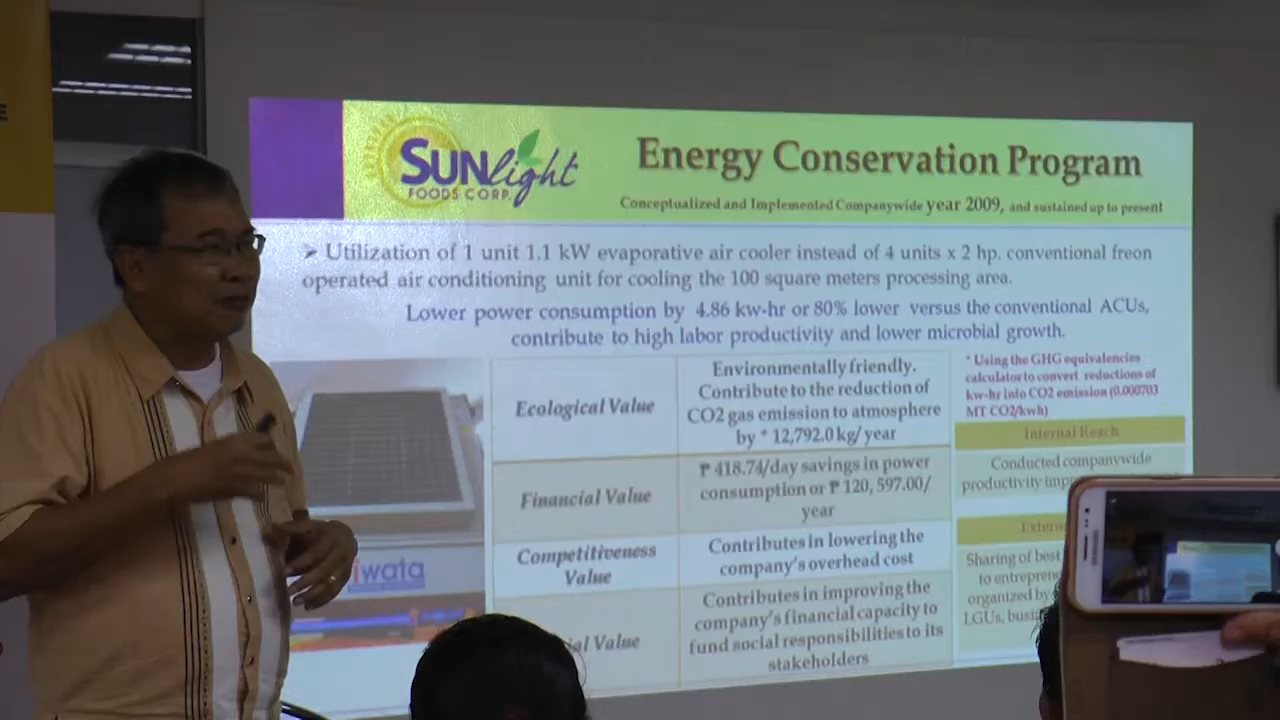 SUNlight
FOODS CORP.
Energy Conservation Program
Conceptualized and Implemented Companywide year 2009, and sustained up to present
➤ Utilization of 1 unit 1.1 kW evaporative air cooler instead of 4 units x 2 hp. conventional freon
operated air conditioning unit for cooling the 100 square meters processing area.
Lower power consumption by 4.86 kw-hr or 80% lower versus the conventional ACUs,
contribute to high labor productivity and lower microbial growth.
iwata
Ecological Value
Environmentally friendly.
Contribute to the reduction of
CO2 gas emission to atmosphere
by * 12,792.0 kg/ year
Financial Value
₱ 418.74/day savings in power
consumption or ₱ 120, 597.00/
year
Competitiveness
Value
Contributes in lowering the
company's overhead cost
ial Value
Contributes in improving the
company's financial capacity to
fund social responsibilities to its
stakeholders
* Using the GHG equivalencies
calculator to convert reductions of
kw-hr into CO2 emission (0.000703
MT CO2/kwh)
Internal Reach
Conducted companywide
productivity
Sharing of best
to
organized by
LGUs,